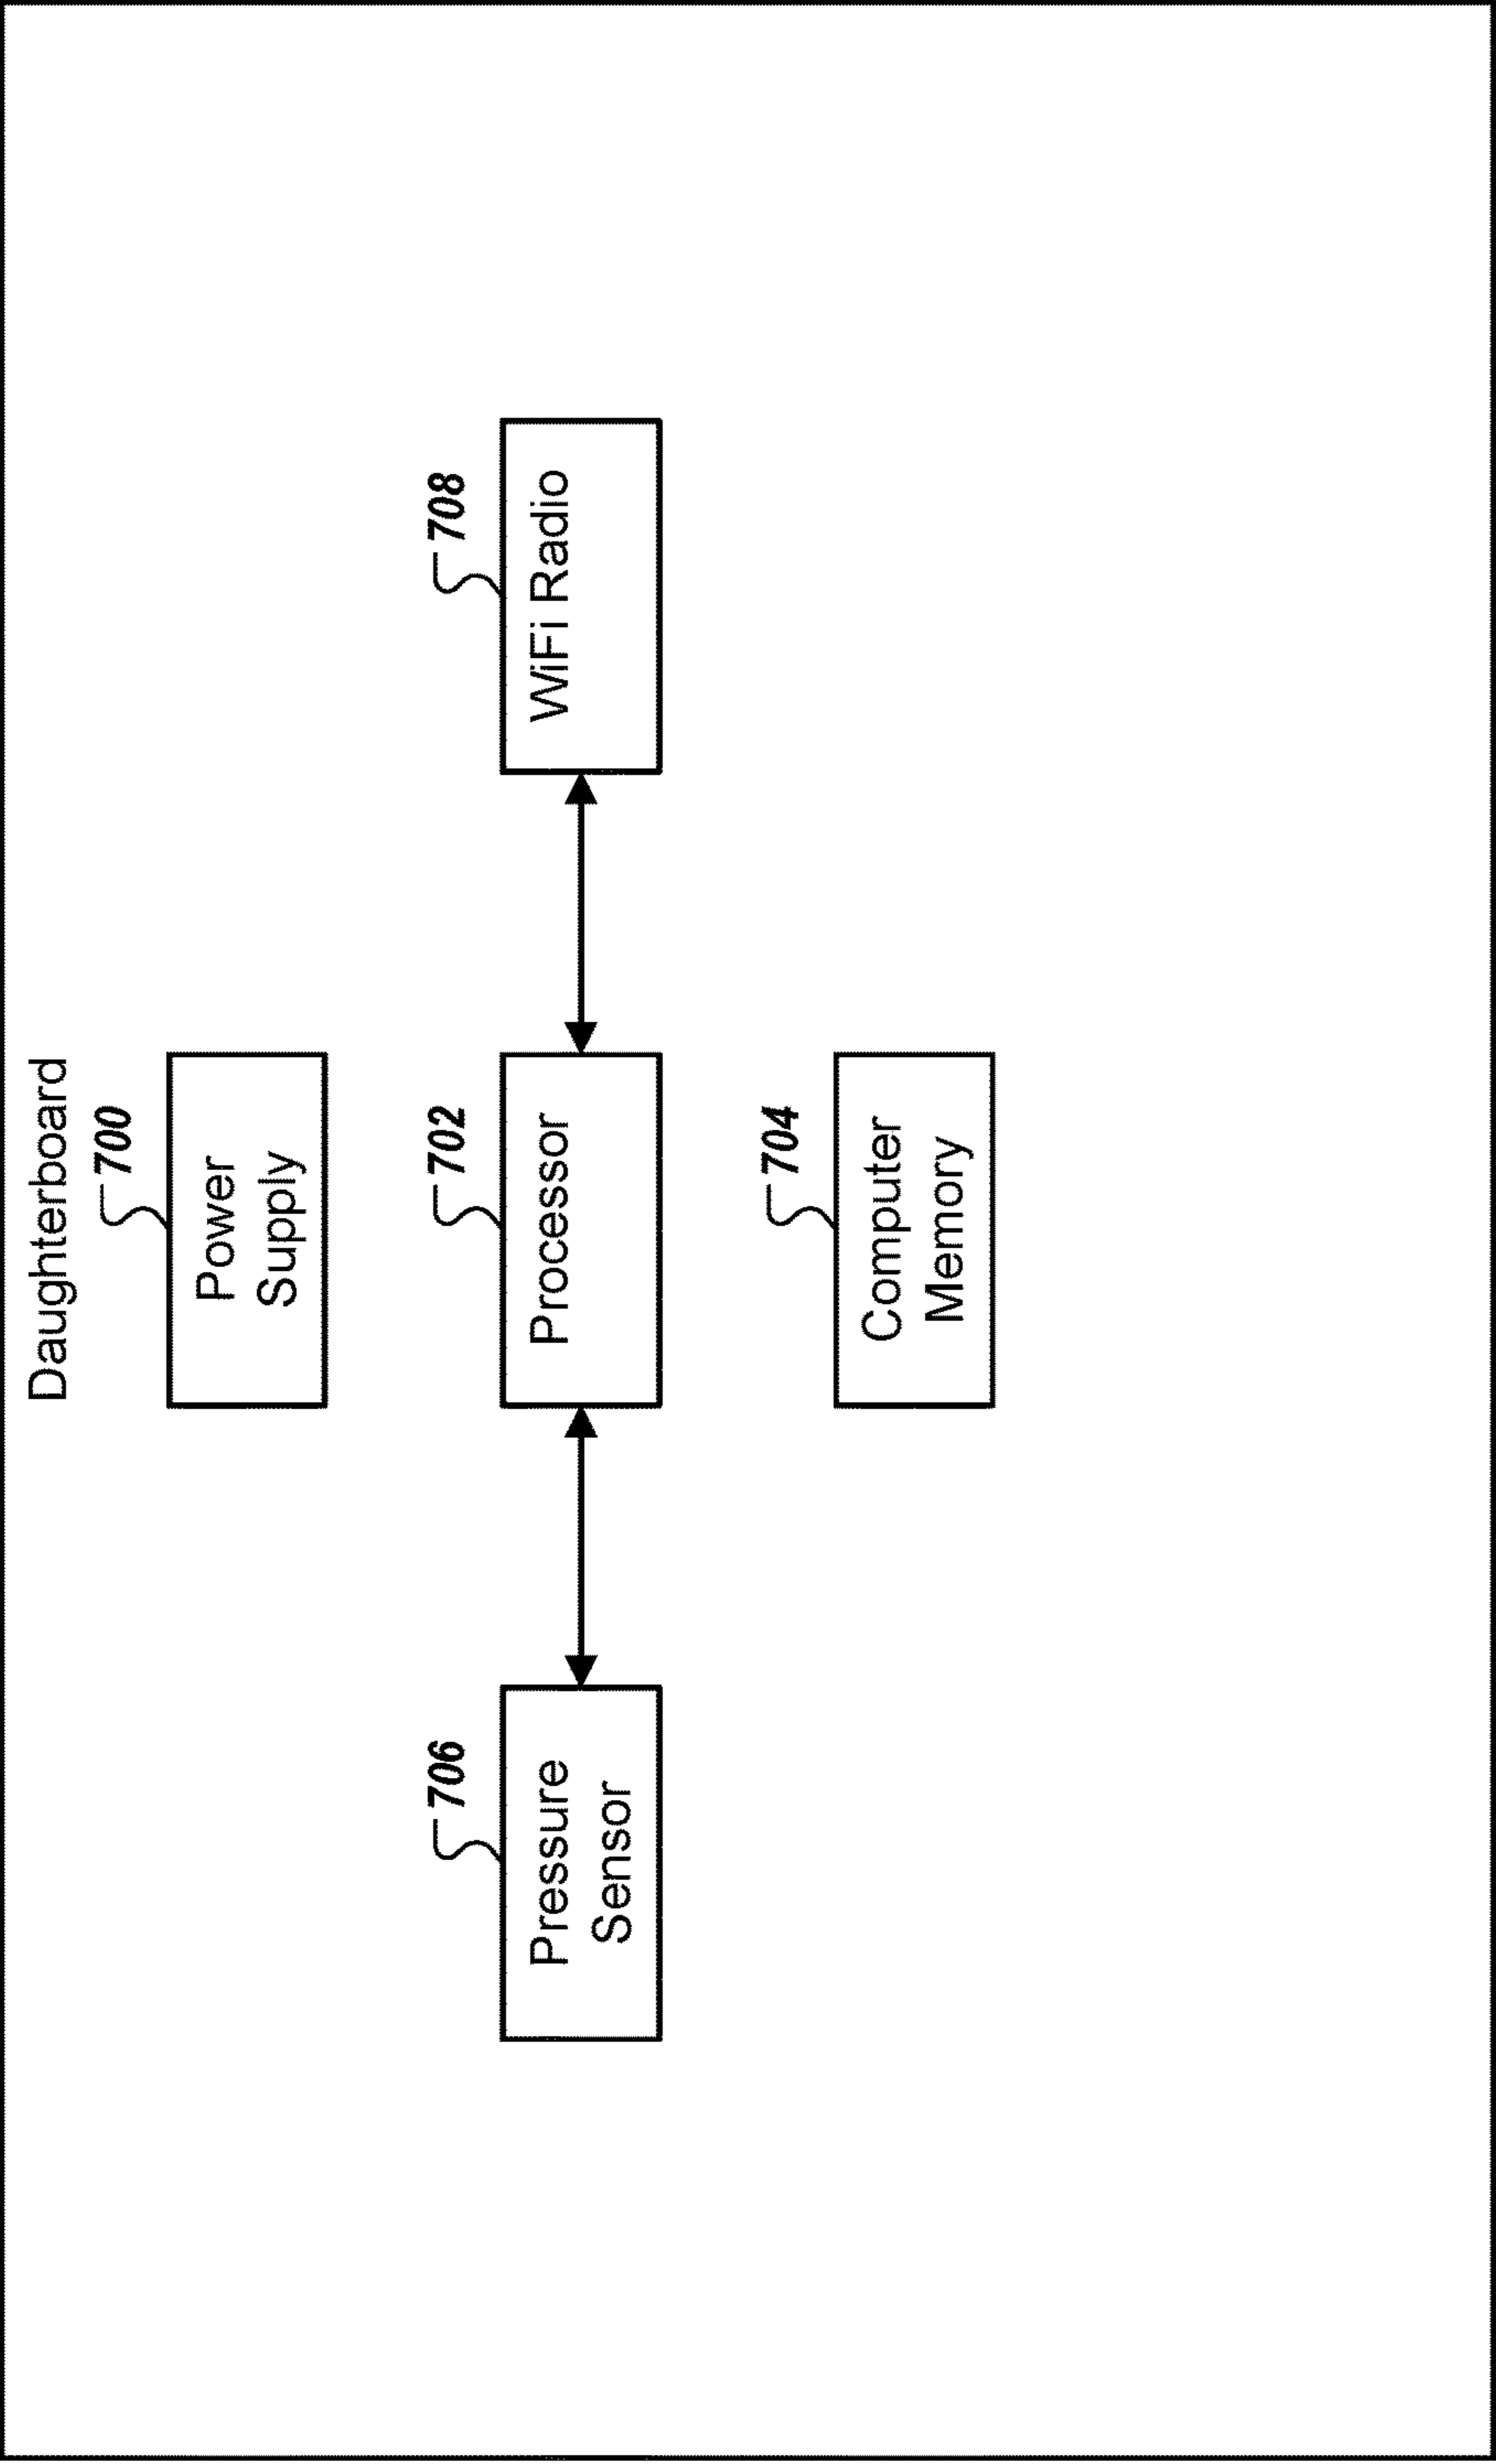 Daughterboard
700
Power
Supply
706
Pressure
Sensor
702
Processor
708
WiFi Radio
704
Computer
Memory